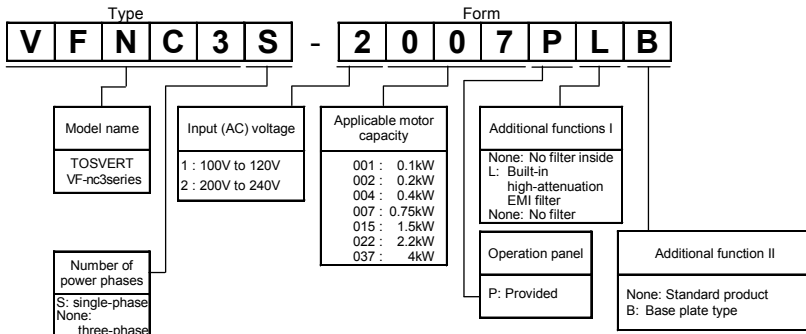 Type
Form
V F N C 3 S - 2 0 0 7 P L B
Model name
TOSVERT
VF-nc3series
Number of
power phases
S: single-phase
None:
three-phase
Input (AC) voltage
1 : 100V to 120V
2 : 200V to 240V
Applicable motor
capacity
001 : 0.1kW
002 : 0.2kW
004 : 0.4kW
007 : 0.75kW
015 : 1.5kW
022 : 2.2kW
037 : 4kW
Additional functions I
None: No filter inside
L: Built-in
high-attenuation
EMI filter
None: No filter
Operation panel
P: Provided
Additional function II
None: Standard product
B: Base plate type